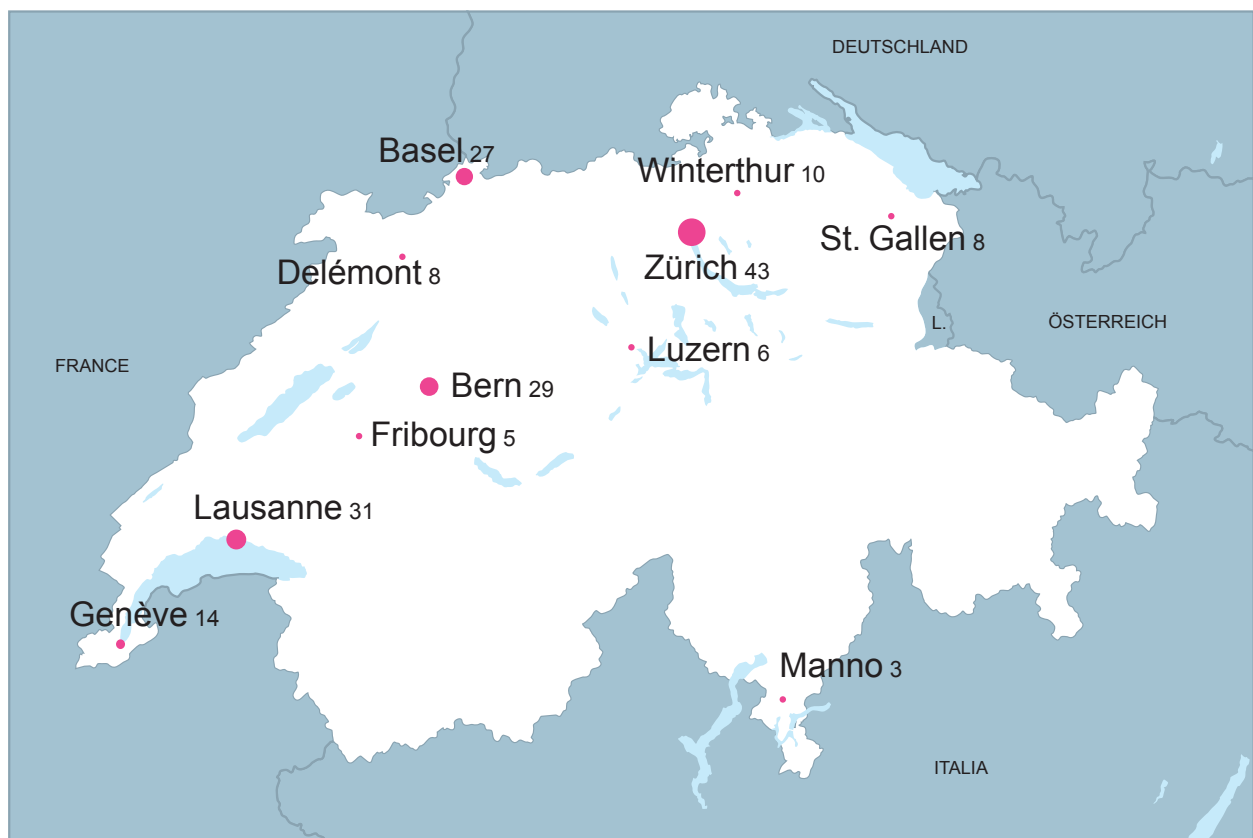 DEUTSCHLAND
Basel 27
Winterthur 10
St. Gallen 8
Delémont 8
Zürich 43
L.
ÖSTERREICH
Luzern 6
FRANCE
Bern 29
Fribourg 5
Lausanne 31
Genève 14
Manno 3
ITALIA